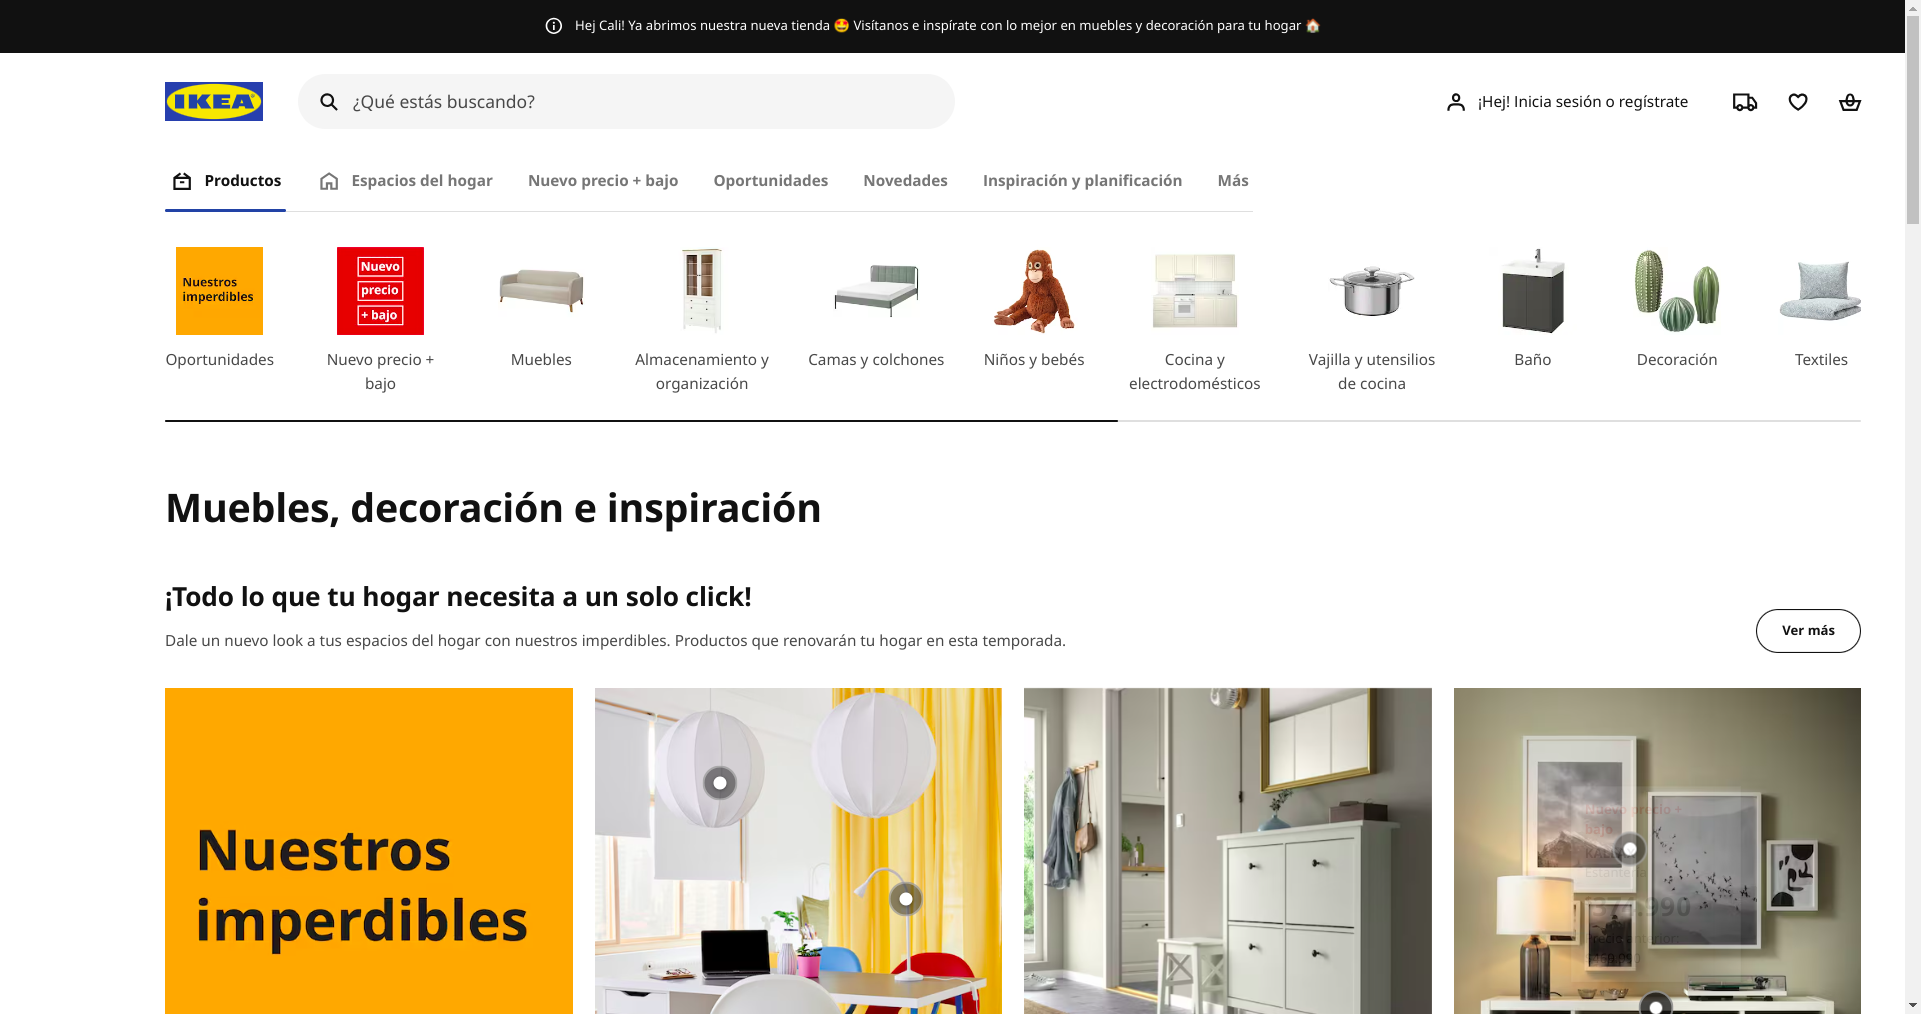 Hej Cali! Ya abrimos nuestra nueva tienda 🤩 Visítanos e inspírate con lo mejor en muebles y decoración para tu hogar 🏠
IKEA
¿Qué estás buscando?
¡Hej! Inicia sesión o regístrate
Productos
Espacios del hogar
Nuevo precio + bajo
Oportunidades
Novedades
Inspiración y planificación
Más
Nuestros
imperdibles
Nuevo
precio
+ bajo
Oportunidades
Nuevo precio +
bajo
Muebles
Almacenamiento y
organización
Camas y colchones
Niños y bebés
Cocina y
electrodomésticos
Vajilla y utensilios
de cocina
Baño
Decoración
Textiles
Muebles, decoración e inspiración
¡Todo lo que tu hogar necesita a un solo click!
Dale un nuevo look a tus espacios del hogar con nuestros imperdibles. Productos que renovarán tu hogar en esta temporada.
Ver más
Nuestros
imperdibles
Nuevo precio +
bajo